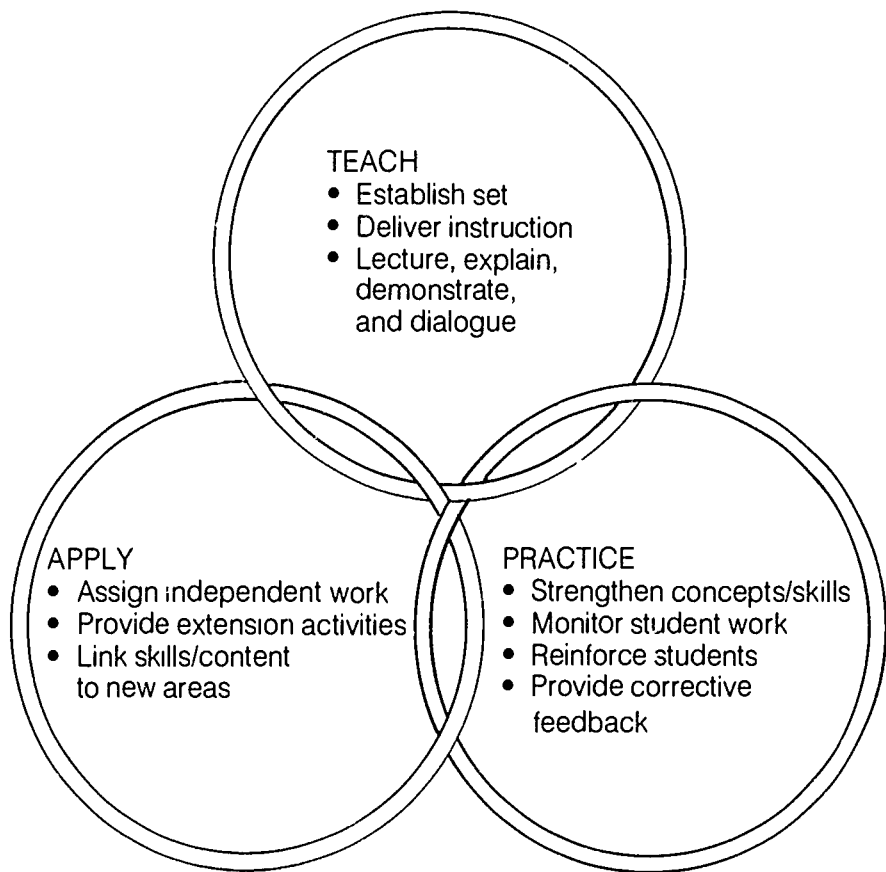 TEACH
• Establish set
• Deliver instruction
• Lecture, explain,
demonstrate,
and dialogue
APPLY
• Assign independent work
• Provide extension activities
• Link skills/content
to new areas
PRACTICE
• Strengthen concepts/skills
• Monitor student work
• Reinforce students
• Provide corrective
feedback